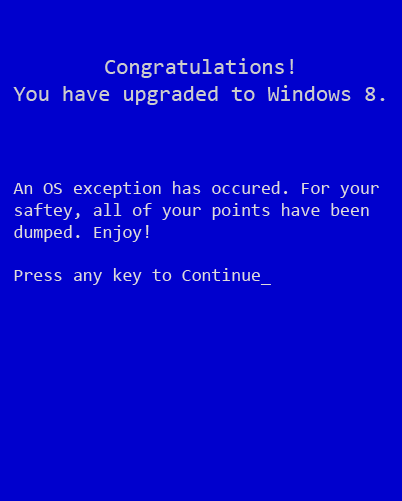 Congratulations!
You have upgraded to Windows 8.
An OS exception has occured. For your
saftey, all of your points have been
dumped. Enjoy!
Press any key to Continue_